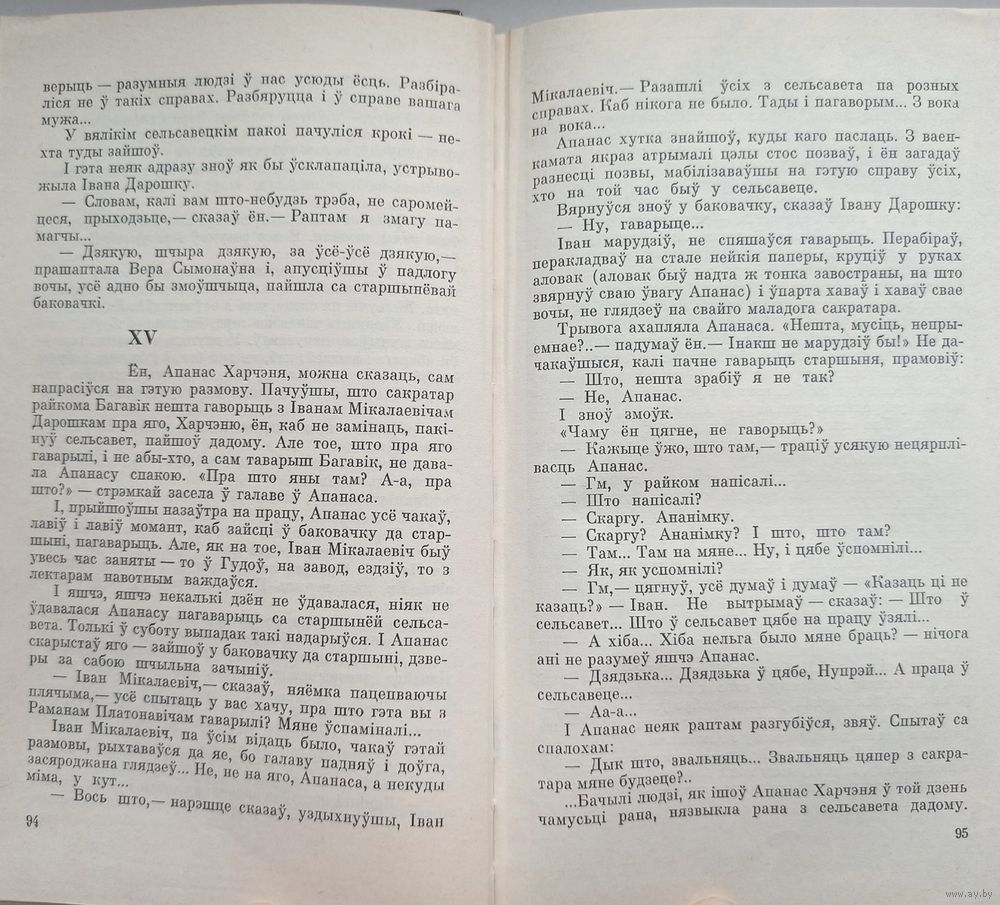 верыць — разумныя людзі ў нас усюды ёсць. Разбіра-
ліся не ў такіх справах. Разбяруцца і ў справе вашага
мужа...
У вялікім сельсавецкім пакоі пачуліся крокі — не-
хта туды зайшоў.
І гэта неяк адразу зноў як бы ўсклапаціла, устрыво-
жыла Івана Дарошку.
— Словам, калі вам што-небудзь трэба, не саромей-
цеся, прыходзьце,— сказаў ён.— Раптам я змагу па-
магчы...
— Дзякую, шчыра дзякую, за ўсё-ўсё дзякую,—
прашаптала Вера Сымонаўна і, апусціўшы ў падлогу
вочы, усё адно бы змоўшчыца, пайшла са старшынёвай
баковачкі.
XV
Ён, Апанас Харчэня, можна сказаць, сам
напрасіўся на гэтую размову. Пачуўшы, што сакратар
райкома Багавік нешта гаворыць з Іванам Мікалаевічам
Дарошкам пра яго, Харчэню, ён, каб не замінаць, пакі-
нуў сельсавет, пайшоў дадому. Але тое, што пра яго
гаварылі, і не абы-хто, а сам таварыш Багавік, не дава-
ла Апанасу спакою. «Пра што яны там? А-а, пра
што?» — стрэмкай засела ў галаве ў Апанаса.
І, прыйшоўшы назаўтра на працу, Апанас усё чакаў,
лавіў і лавіў момант, каб зайсці ў баковачку да стар-
шыні, пагаварыць. Але, як на тое, Іван Мікалаевіч быў
увесь час заняты — то ў Гудоў, на завод, ездзіў, то з
лектарам навотным важдаўся.
І яшчэ, яшчэ некалькі дзён не ўдавалася, ніяк не
ўдавалася Апанасу пагаварыць са старшынёй сельса-
вета. Толькі ў суботу выпадак такі надарыўся. І Апанас
скарыстаў яго — зайшоў у баковачку да старшыні, дзве-
ры за сабою шчыльна зачыніў.
— Іван Мікалаевіч,— сказаў, няёмка пацепваючы
плячыма,— усё спытаць у вас хачу, пра што гэта вы з
Раманам Платонавічам гаварылі? Мяне ўспаміналі...
Іван Мікалаевіч, па ўсім відаць было, чакаў гэтай
размовы, рыхтаваўся да яе, бо галаву падняў і доўга,
засяроджана глядзеў... Не, не на яго, Апанаса, а некуды
міма, у кут...
— Вось што,— нарэшце сказаў, уздыхнуўшы, Іван
94
Мікалаевіч.— Разашлі ўсіх з сельсавета па розных
справах. Каб нікога не было. Тады і пагаворым... З вока
на вока...
Апанас хутка знайшоў, куды каго паслаць. З ваен-
камата якраз атрымалі цэлы стос позваў, і ён загадаў
разнесці позвы, мабілізаваўшы на гэтую справу ўсіх,
хто на той час быў у сельсавеце.
Вярнуўся зноў у баковачку, сказаў Івану Дарошку:
— Ну, гаварыце...
Іван марудзіў, не спяшаўся гаварыць. Перабіраў,
перакладваў на стале нейкія паперы, круціў у руках
аловак (аловак быў надта ж тонка завостраны, на што
звярнуў сваю ўвагу Апанас) і ўпарта хаваў і хаваў свае
вочы, не глядзеў на свайго маладога сакратара.
Трывога ахапляла Апанаса. «Нешта, мусіць, непры-
емнае?..— падумаў ён.— Інакш не марудзіў бы!» Не да-
чакаўшыся, калі пачне гаварыць старшыня, прамовіў:
— Што, нешта зрабіў я не так?
— Не, Апанас.
І зноў змоўк.
«Чаму ён цягне, не гаворыць?»
— Кажыце ўжо, што там,— траціў усякую нецярплі-
васць Апанас.
— Гм, у райком напісалі...
— Што напісалі?
— Скаргу. Ананімку.
— Скаргу? Ананімку? І што, што там?
— Там... Там на мяне... Ну, і цябе ўспомнілі...
— Як, як успомнілі?
— Гм,— цягнуў, усё думаў і думаў — «Казаць ці не
казаць?» — Іван. Не вытрымаў — сказаў: — Што ў
сельсавет... Што ў сельсавет цябе на працу ўзялі...
— А хіба... Хіба нельга было мяне браць? — нічога
ані не разумеў яшчэ Апанас.
— Дзядзька... Дзядзька ў цябе, Нупрэй... А праца ў
сельсавеце...
— Аа-а...
І Апанас неяк раптам разгубіўся, звяў. Спытаў са
спалохам:
— Дык што, звальняць... Звальняць цяпер з сакра-
тара мяне будзеце?..
...Бачылі людзі, як ішоў Апанас Харчэня ў той дзень
чамусьці рана, нязвыкла рана з сельсавета дадому.
95
www.ay.by